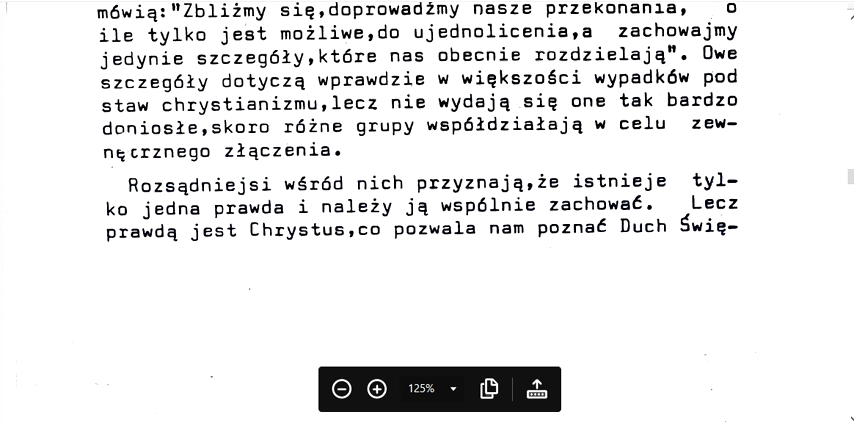 mówią:"Zbliżmy się,doprowadźmy nasze przekonania, o
ile tylko jest możliwe,do ujednolicenia,a zachowajmy
jedynie szczegóły,które nas obecnie rozdzielają". Owe
szczegóły dotyczą wprawdzie w większości wypadków pod
staw chrystianizmu,lecz nie wydają się one tak bardzo
doniosłe,skoro różne grupy współdziałają w celu zew-
nętrznego złączenia.
Rozsądniejsi wśród nich przyznają,że istnieje tyl-
ko jedna prawda i należy ją wspólnie zachować. Lecz
prawdą jest Chrystus,co pozwala nam poznać Duch Świę-
125%